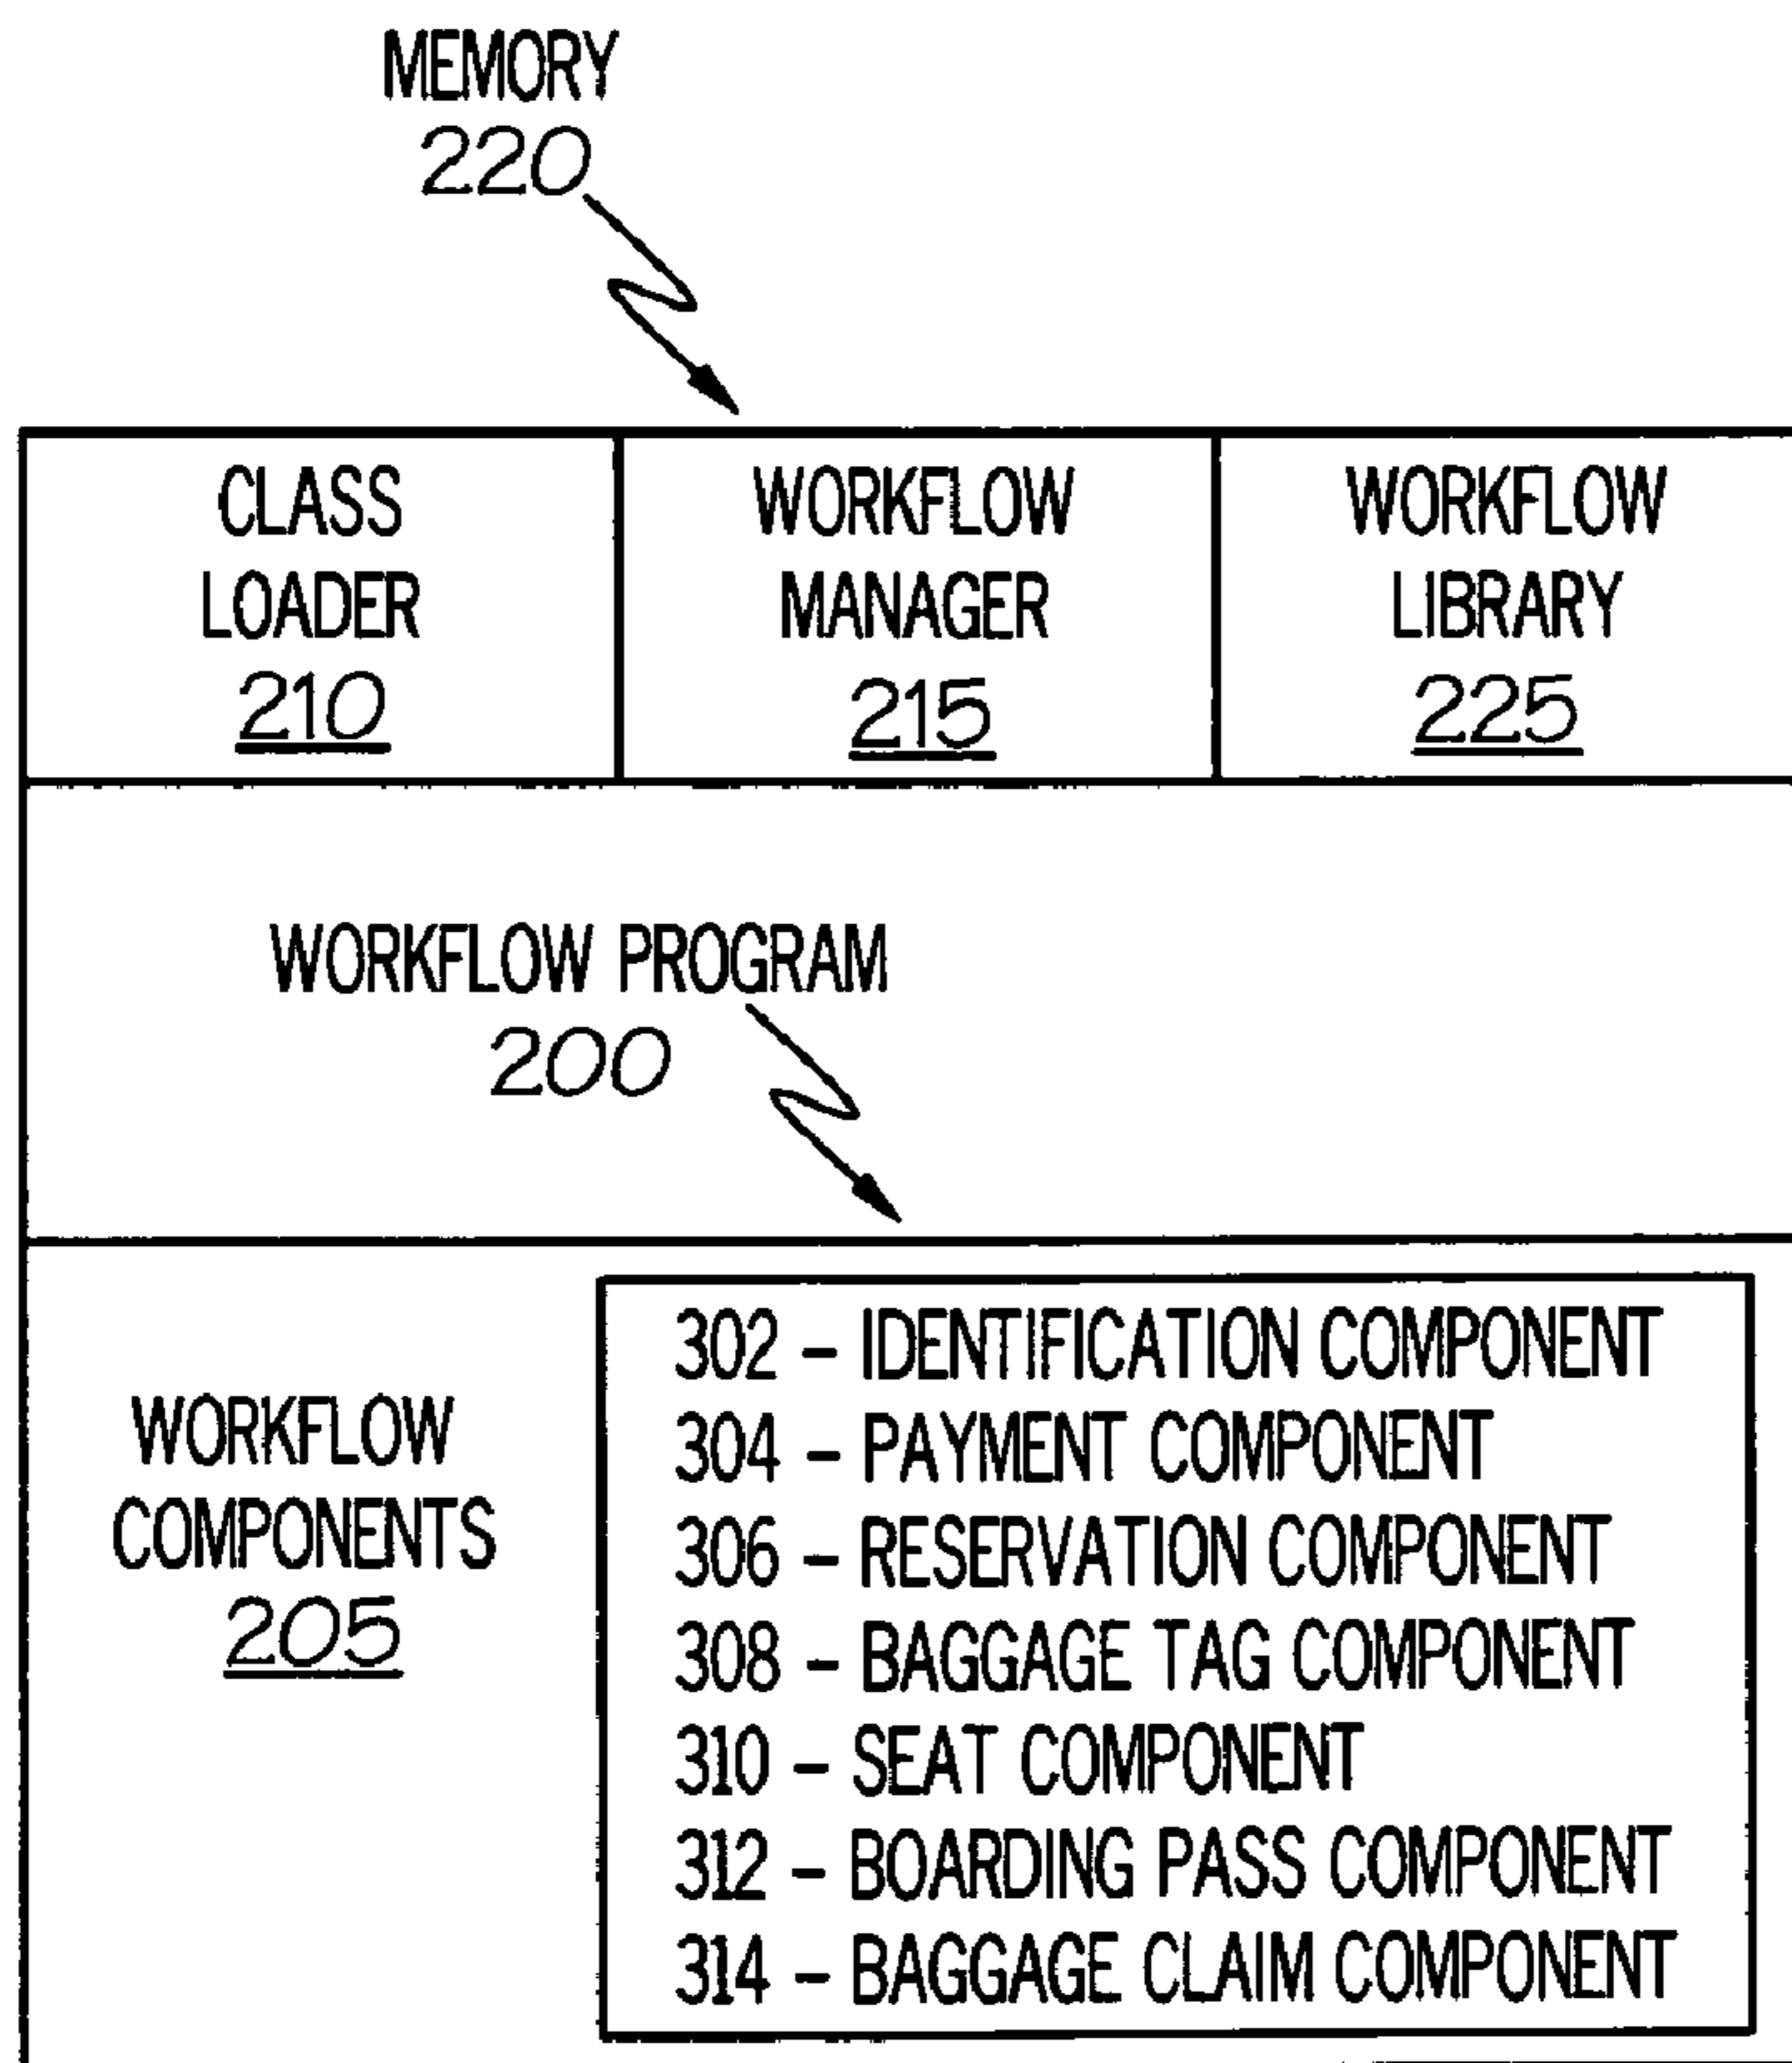 MEMORY
220
CLASS
LOADER
210
WORKFLOW
MANAGER
215
WORKFLOW
LIBRARY
225
WORKFLOW PROGRAM
200
WORKFLOW
COMPONENTS
205
302 – IDENTIFICATION COMPONENT
304 – PAYMENT COMPONENT
306 – RESERVATION COMPONENT
308 – BAGGAGE TAG COMPONENT
310 – SEAT COMPONENT
312 – BOARDING PASS COMPONENT
314 – BAGGAGE CLAIM COMPONENT